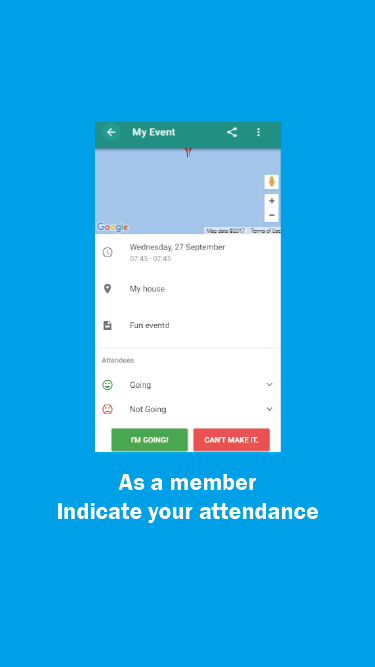 My Event
Google
Map data ©2017 Terms of Use
Wednesday, 27 September
07:45 - 07:45
My house
Fun eventd
Attendees
Going
Not Going
I'M GOING! CAN'T MAKE IT.
As a member
Indicate your attendance